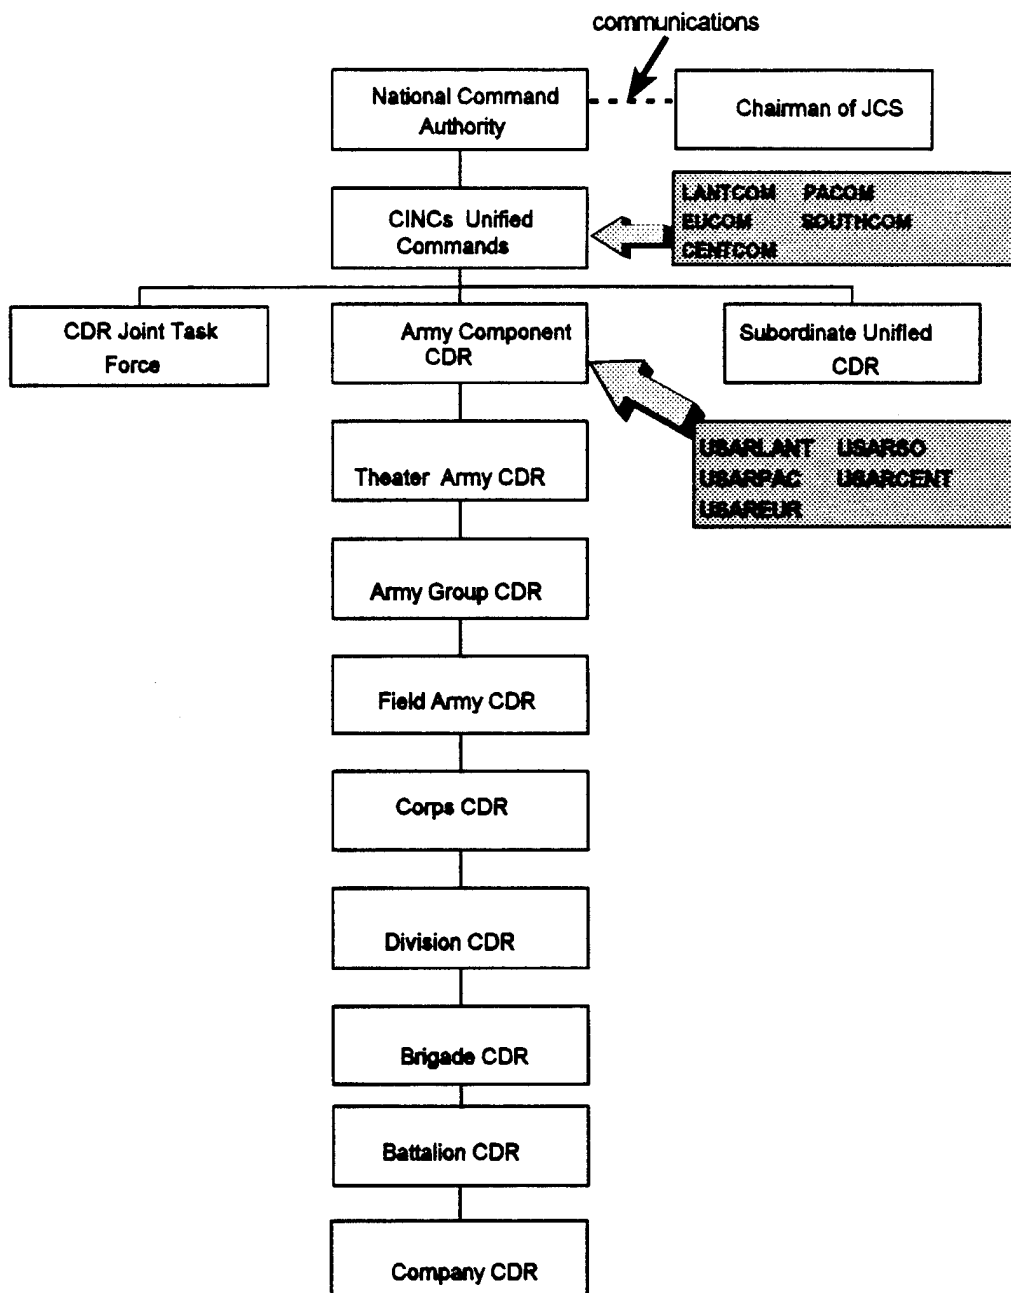 communications
National Command
Authority
Chairman of JCS
CINCs Unified
Commands
LANTCOM PACOM
EUCOM SOUTHCOM
CENTCOM
CDR Joint Task
Force
Army Component
CDR
Subordinate Unified
CDR
USARLANT USARSO
USARPAC USARCENT
USAREUR
Theater Army CDR
Army Group CDR
Field Army CDR
Corps CDR
Division CDR
Brigade CDR
Battalion CDR
Company CDR